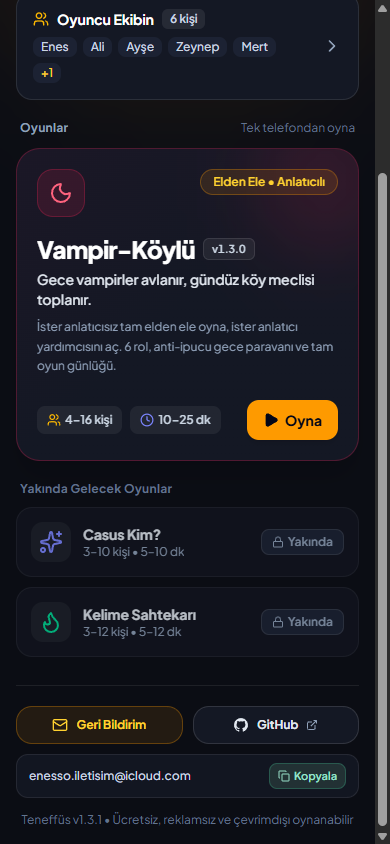 Oyuncu Ekibin 6 kişi
Enes Ali Ayşe Zeynep Mert
+1
Oyunlar Tek telefondan oyna
Elden Ele • Anlatıcılı
Vampir-Köylü v1.3.0
Gece vampirler avlanır, gündüz köy meclisi
toplanır.
İster anlatıcısız tam elden ele oyna, ister anlatıcı
yardımcısını aç. 6 rol, anti-ipucu gece paravanı ve tam
oyun günlüğü.
4–16 kişi 10–25 dk Oyna
Yakında Gelecek Oyunlar
Casus Kim?
3–10 kişi • 5–10 dk Yakında
Kelime Sahtekarı
3–12 kişi • 5–12 dk Yakında
Geri Bildirim GitHub
enesso.iletisim@icloud.com Kopyala
Teneffüs v1.3.1 • Ücretsiz, reklamsız ve çevrimdışı oynanabilir